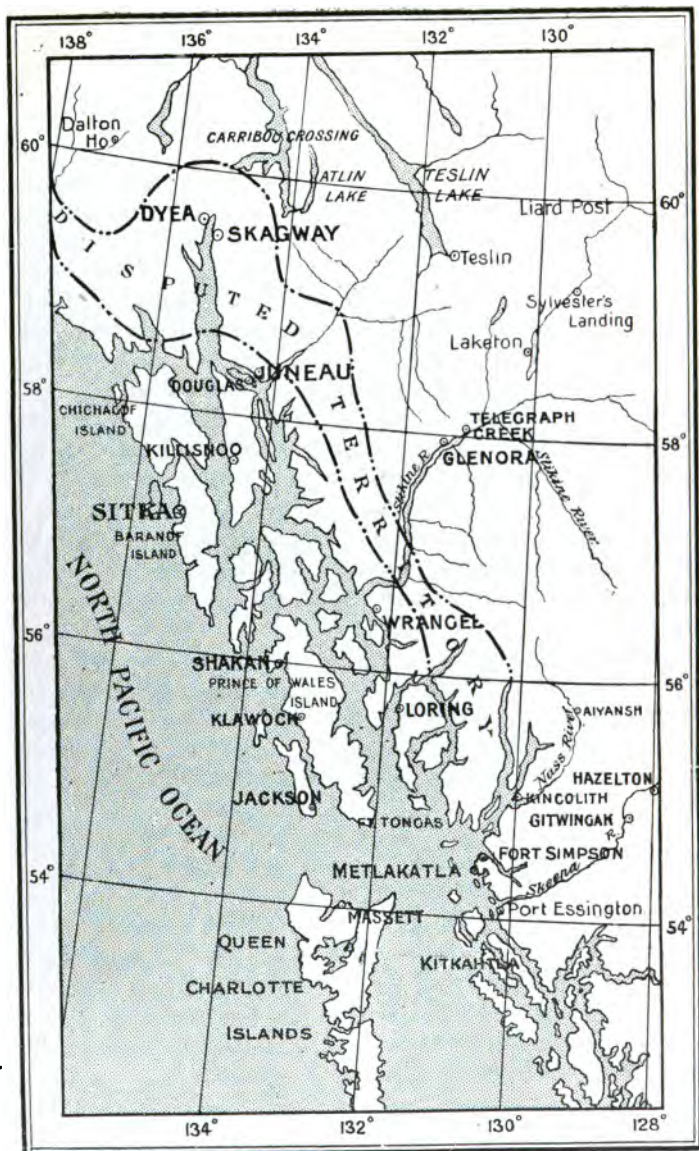 138° 136° 134° 132° 130°
60°
Dalton
Ho.
CARRIBOU CROSSING
ATLIN
LAKE
TESLIN
LAKE
60°
Liard Post
DYEA
SKAGWAY
Teslin
DISPUTED TERRITORY
Sylvester's
Landing
Laketon
58°
DOUGLAS
JUNEAU
CHICHAGOF
ISLAND
KILLISNOO
TELEGRAPH
CREEK
58°
GLENORA
Stikine R.
Stikine River
SITKA
BARANOF
ISLAND
NORTH PACIFIC OCEAN
56°
WRANGEL
SHAKAN
PRINCE OF WALES
ISLAND
56°
KLAWOCK
LORING
AIYANSH
Nass River
HAZELTON
JACKSON
KINCOLITH
GITWINGAK
FT. TONGAS
FORT SIMPSON
METLAKATLA
Skeena R.
54°
MASSETT
Port Essington
54°
QUEEN
CHARLOTTE
ISLANDS
KITKAHTLA
134° 132° 130° 128°